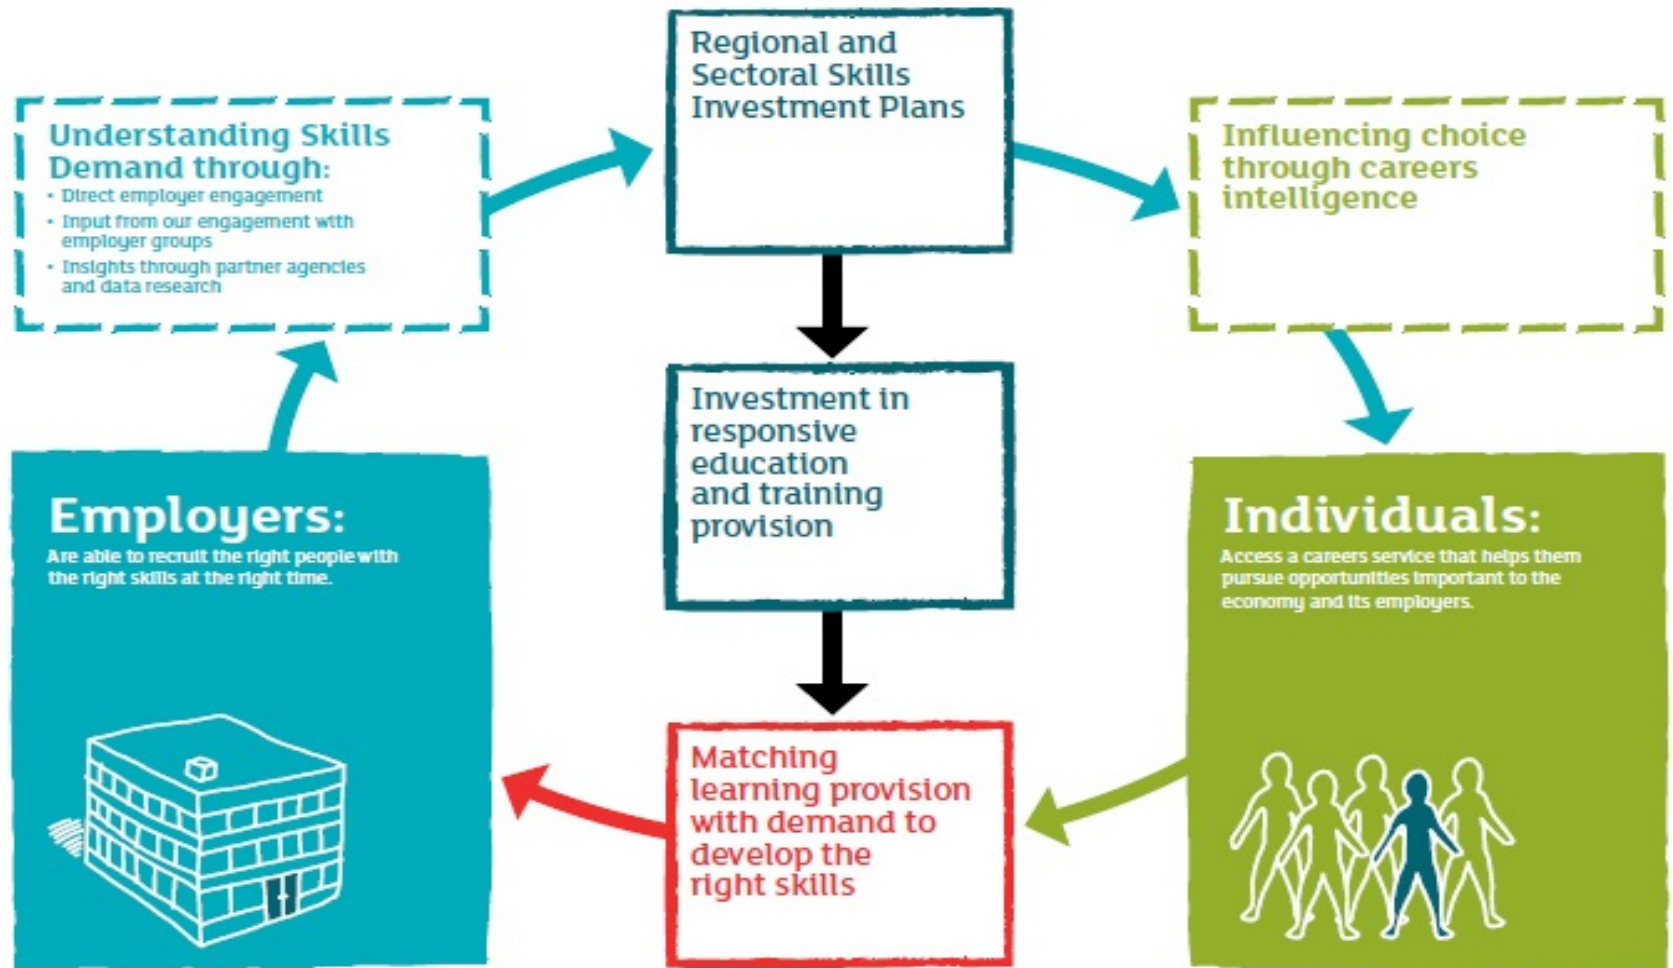 Understanding Skills
Demand through:
• Direct employer engagement
• Input from our engagement with
employer groups
• Insights through partner agencies
and data research
Regional and
Sectoral Skills
Investment Plans
Influencing choice
through careers
intelligence
Employers:
Are able to recruit the right people with
the right skills at the right time.
Investment in
responsive
education
and training
provision
Individuals:
Access a careers service that helps them
pursue opportunities important to the
economy and its employers.
Matching
learning provision
with demand to
develop the
right skills